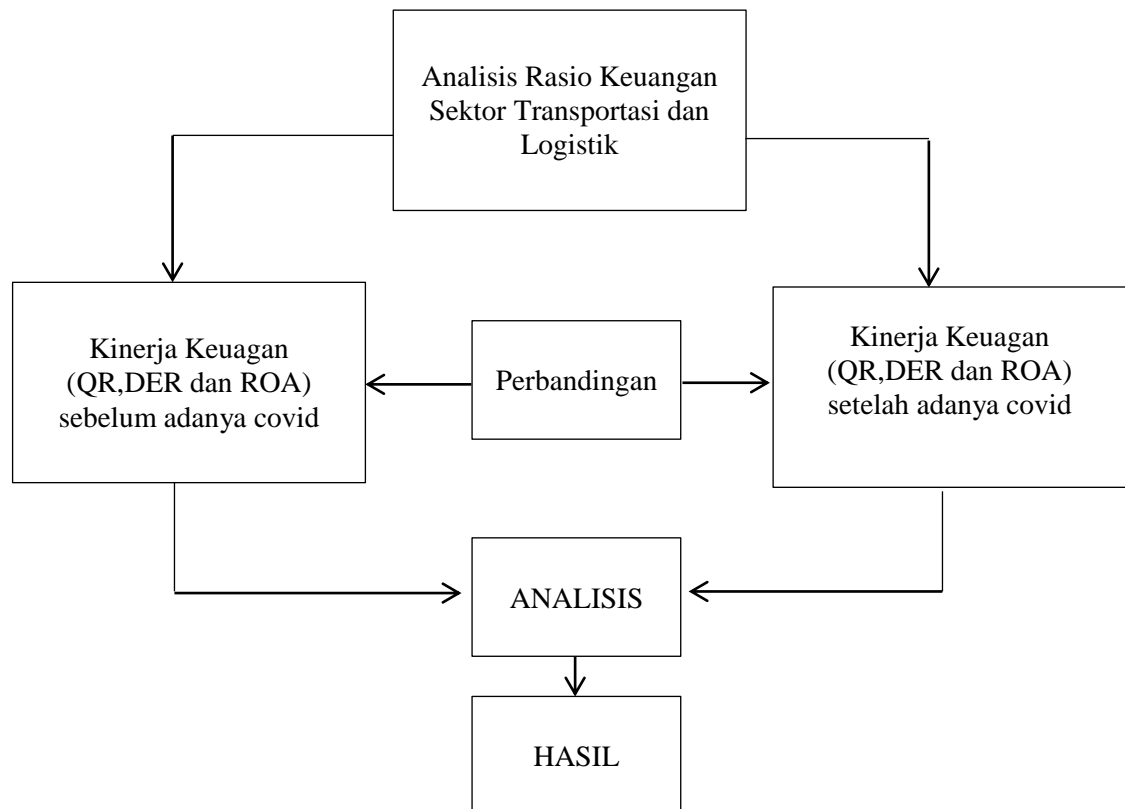 Analisis Rasio Keuangan
Sektor Transportasi dan
Logistik
Kinerja Keuagan
(QR,DER dan ROA)
sebelum adanya covid
Perbandingan
Kinerja Keuagan
(QR,DER dan ROA)
setelah adanya covid
ANALISIS
HASIL